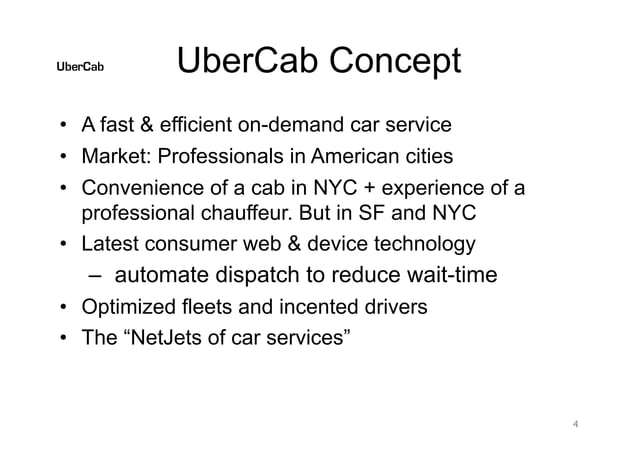 UberCab
UberCab Concept
• A fast & efficient on-demand car service
• Market: Professionals in American cities
• Convenience of a cab in NYC + experience of a
professional chauffeur. But in SF and NYC
• Latest consumer web & device technology
– automate dispatch to reduce wait-time
• Optimized fleets and incented drivers
• The “NetJets of car services”
4